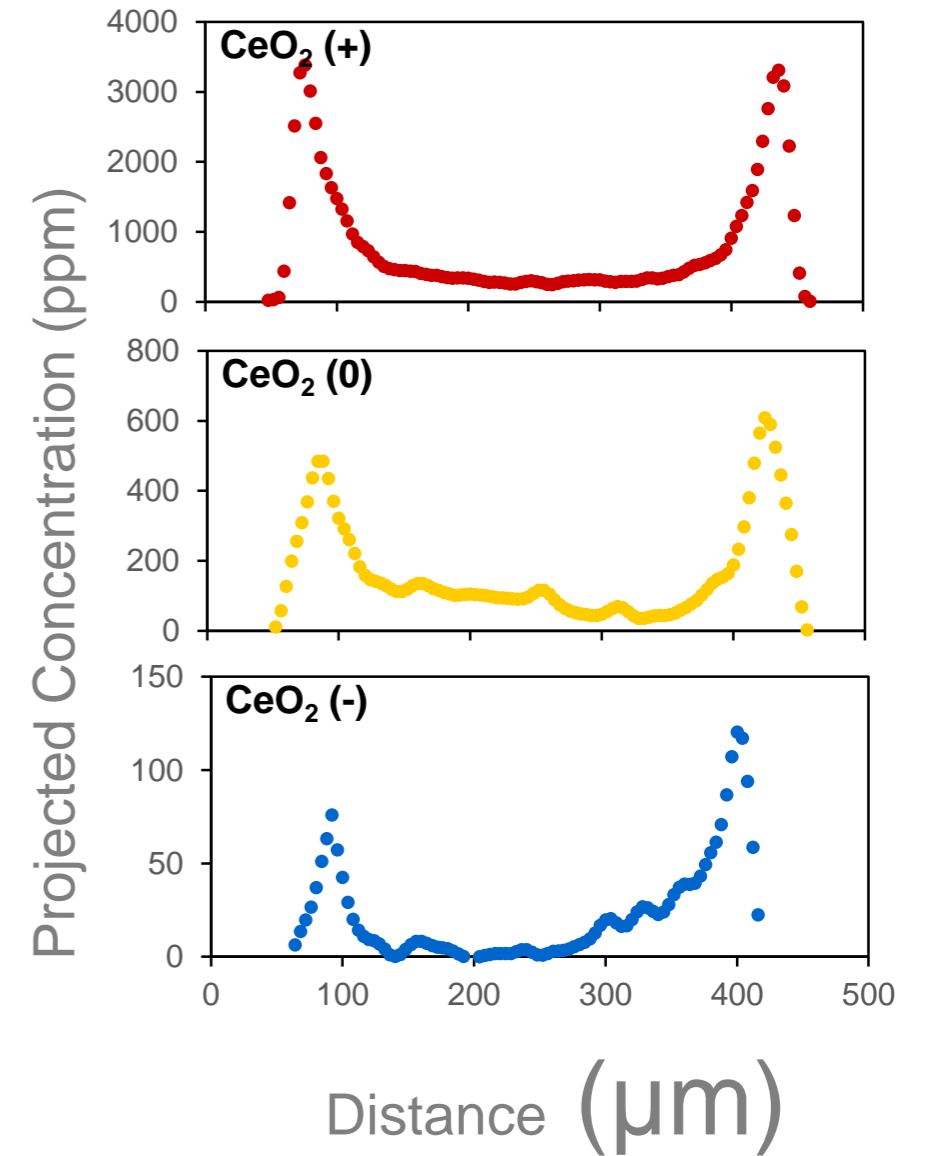 Projected Concentration (ppm)
CeO₂ (+)
4000
3000
2000
1000
0
CeO₂ (0)
800
600
400
200
0
CeO₂ (-)
150
100
50
0
0 100 200 300 400 500
Distance (μm)